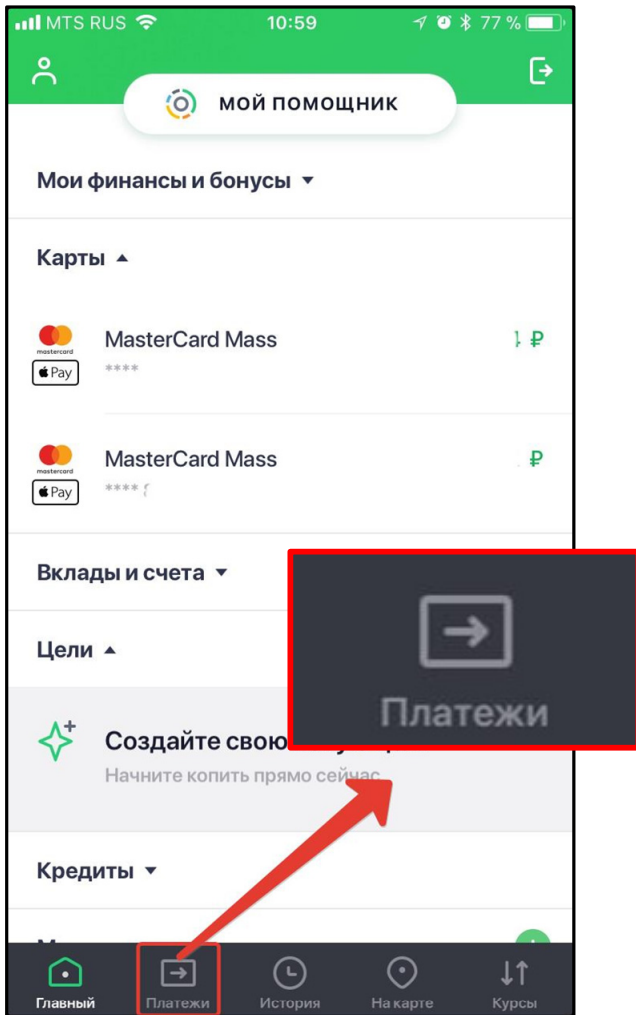 MTS RUS 10:59 77 %
МОЙ ПОМОЩНИК
Мои финансы и бонусы
Карты
MasterCard Mass
mastercard
****
Pay
MasterCard Mass
mastercard
****
Pay
Вклады и счета
Цели
Платежи
Создайте свою
Начните копить прямо сейчас
Кредиты
Главный Платежи История На карте Курсы